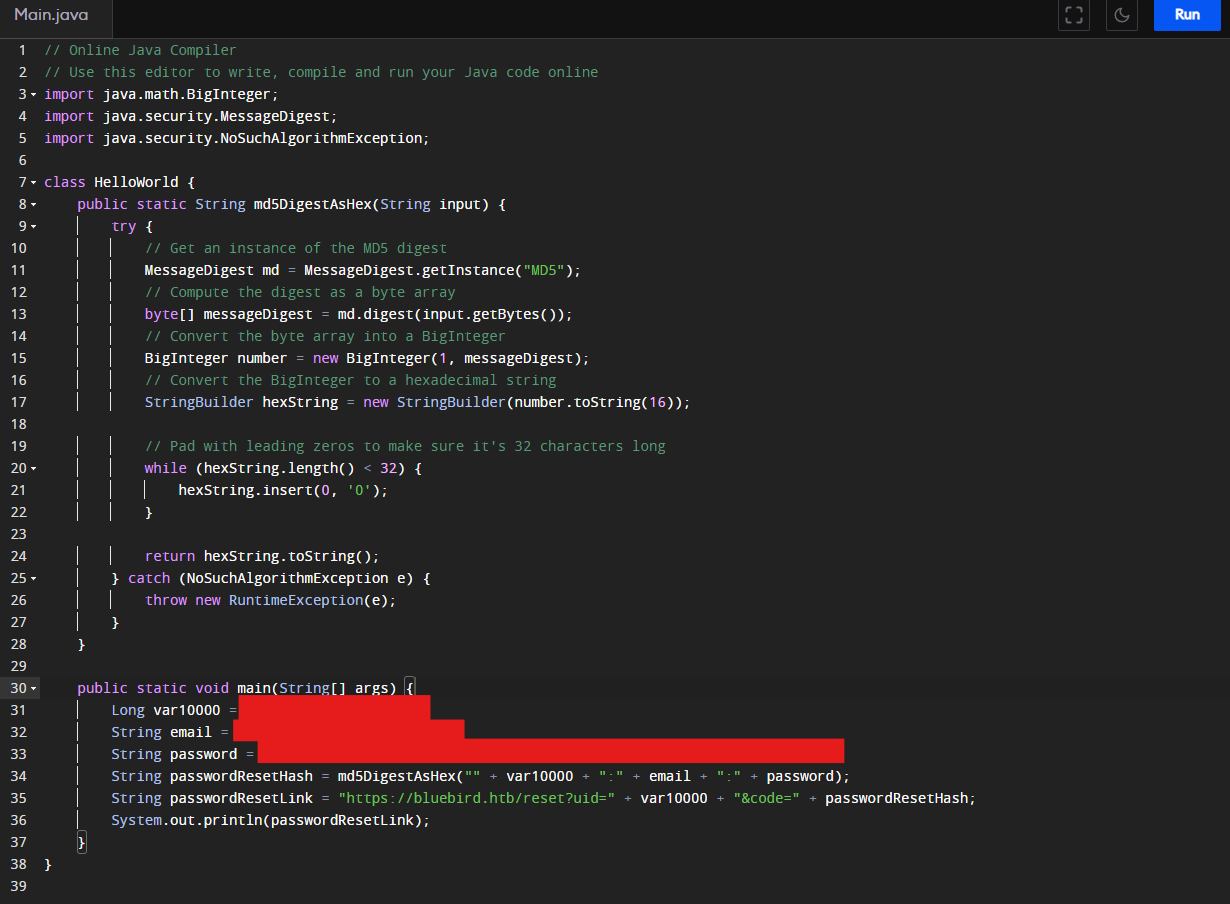 Main.java
Run
1 // Online Java Compiler
2 // Use this editor to write, compile and run your Java code online
3 import java.math.BigInteger;
4 import java.security.MessageDigest;
5 import java.security.NoSuchAlgorithmException;
6
7 class HelloWorld {
8 public static String md5DigestAsHex(String input) {
9 try {
10 // Get an instance of the MD5 digest
11 MessageDigest md = MessageDigest.getInstance("MD5");
12 // Compute the digest as a byte array
13 byte[] messageDigest = md.digest(input.getBytes());
14 // Convert the byte array into a BigInteger
15 BigInteger number = new BigInteger(1, messageDigest);
16 // Convert the BigInteger to a hexadecimal string
17 StringBuilder hexString = new StringBuilder(number.toString(16));
18
19 // Pad with leading zeros to make sure it's 32 characters long
20 while (hexString.length() < 32) {
21 hexString.insert(0, '0');
22 }
23
24 return hexString.toString();
25 } catch (NoSuchAlgorithmException e) {
26 throw new RuntimeException(e);
27 }
28 }
29
30 public static void main(String[] args) {
31 Long var10000 =
32 String email =
33 String password =
34 String passwordResetHash = md5DigestAsHex("" + var10000 + ":" + email + ":" + password);
35 String passwordResetLink = "https://bluebird.htb/reset?uid=" + var10000 + "&code=" + passwordResetHash;
36 System.out.println(passwordResetLink);
37 }
38 }
39